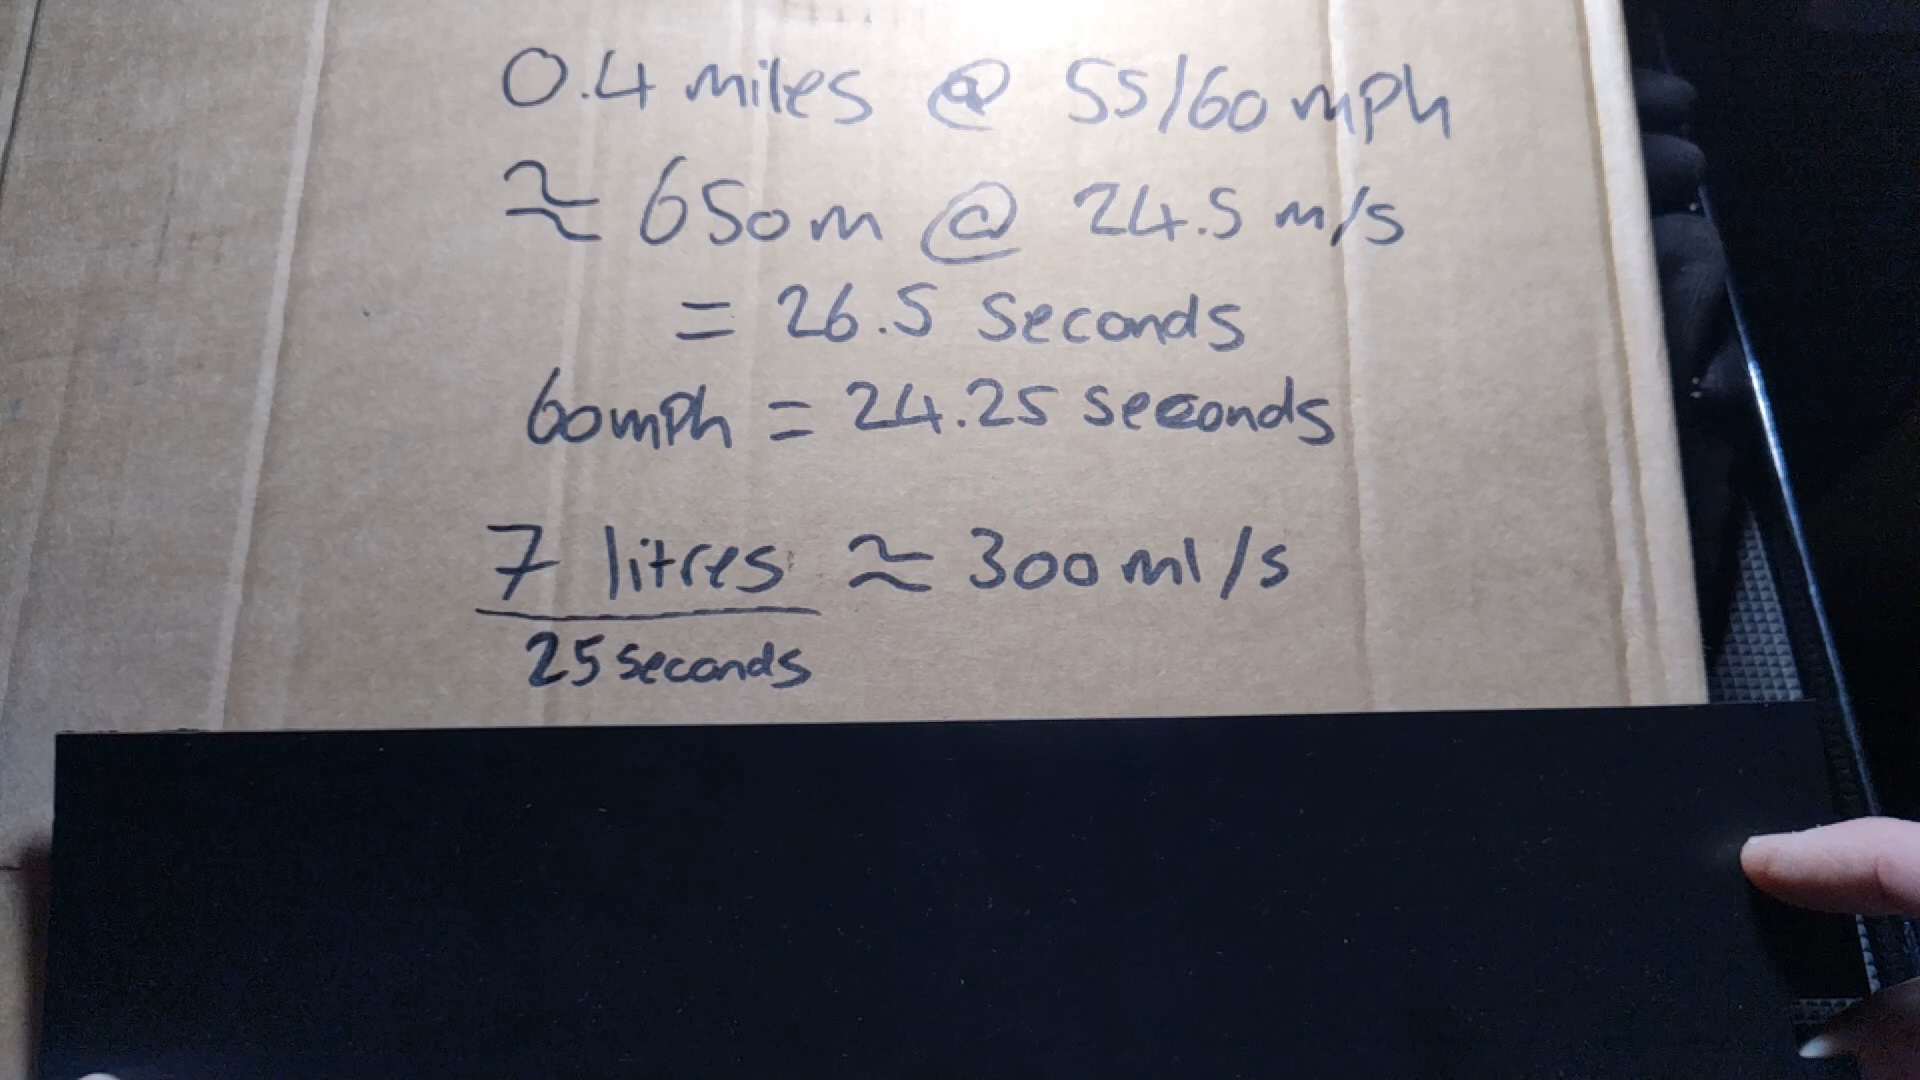 0.4 miles @ 55/60 mph
≈ 650m @ 24.5 m/s
= 26.5 seconds
60mph = 24.25 seconds
7 litres ≈ 300 ml/s
25 seconds